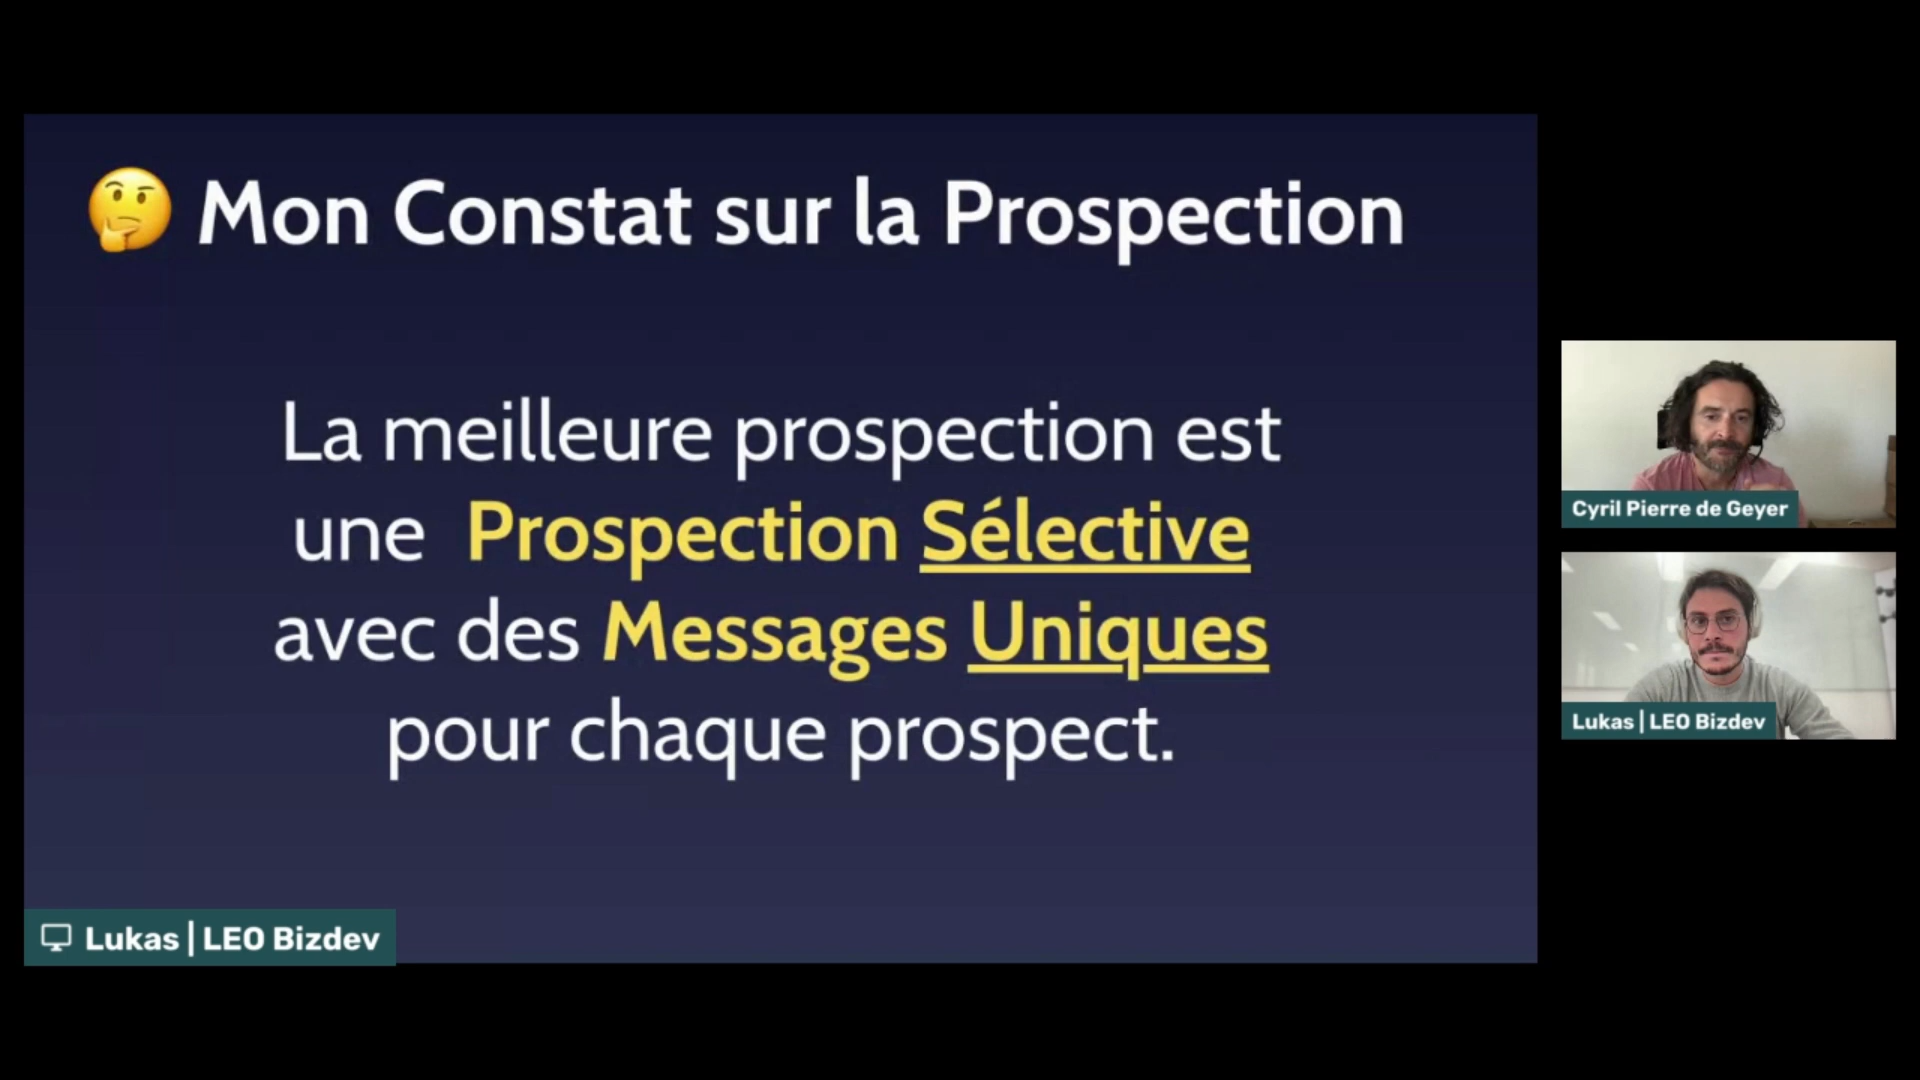 🤔 Mon Constat sur la Prospection
La meilleure prospection est
une Prospection Sélective
avec des Messages Uniques
pour chaque prospect.
Lukas | LEO Bizdev
Cyril Pierre de Geyer
Lukas | LEO Bizdev